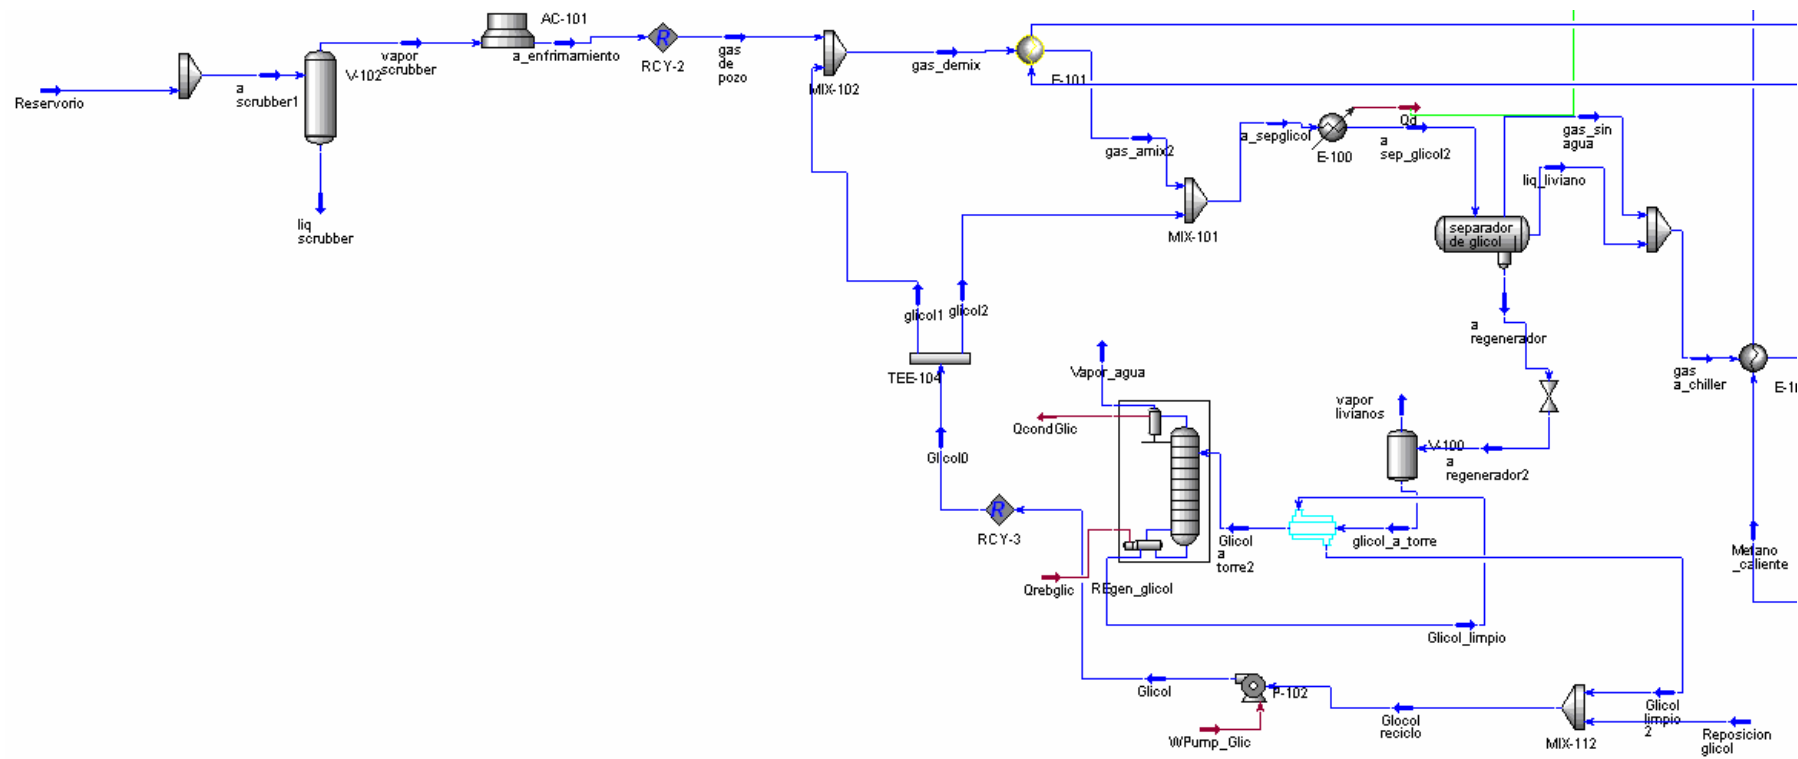 AC-101
vapor
scrubber
a_enfrimamiento
V-102
a
scrubber1
Reservorio
liq
scrubber
R
RCY-2
gas
de
pozo
MIX-102
gas_demix
E-101
gas_amix2
a_sepglicol
Qd
E-100
a
sep_glicol2
gas_sin
agua
liq_liviano
MIX-101
separador
de glicol
glicol1
glicol2
a
regenerador
TEE-104
Vapor_agua
gas
a_chiller
vapor
livianos
QcondGlic
V-100
a
regenerador2
Glicol0
R
RCY-3
Glicol
a
torre2
glicol_a_torre
Metano
_caliente
Qrebglic
REgen_glicol
Glicol_limpio
Glicol
P-102
WPump_Glic
Glocol
reciclo
MIX-112
Glicol
limpio
2
Reposicion
glicol